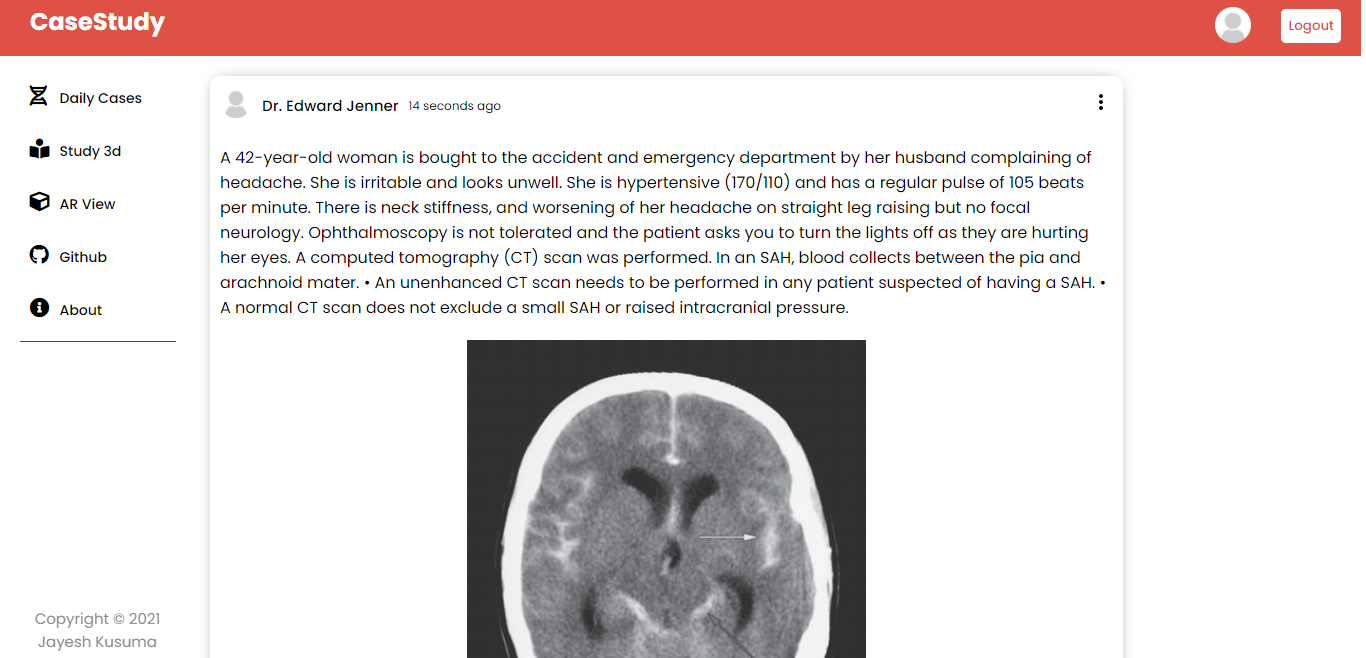 CaseStudy
Logout
Daily Cases
Study 3d
AR View
Github
About
Dr. Edward Jenner 14 seconds ago
A 42-year-old woman is bought to the accident and emergency department by her husband complaining of
headache. She is irritable and looks unwell. She is hypertensive (170/110) and has a regular pulse of 105 beats
per minute. There is neck stiffness, and worsening of her headache on straight leg raising but no focal
neurology. Ophthalmoscopy is not tolerated and the patient asks you to turn the lights off as they are hurting
her eyes. A computed tomography (CT) scan was performed. In an SAH, blood collects between the pia and
arachnoid mater. • An unenhanced CT scan needs to be performed in any patient suspected of having a SAH. •
A normal CT scan does not exclude a small SAH or raised intracranial pressure.
Copyright © 2021
Jayesh Kusuma